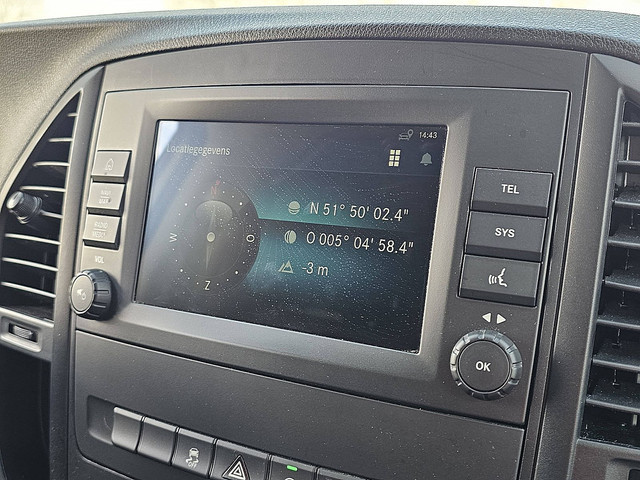 14:43
Locatiegegevens
N 51° 50' 02.4"
O 005° 04' 58.4"
-3 m
W
O
Z
VOL
TEL
SYS
OK